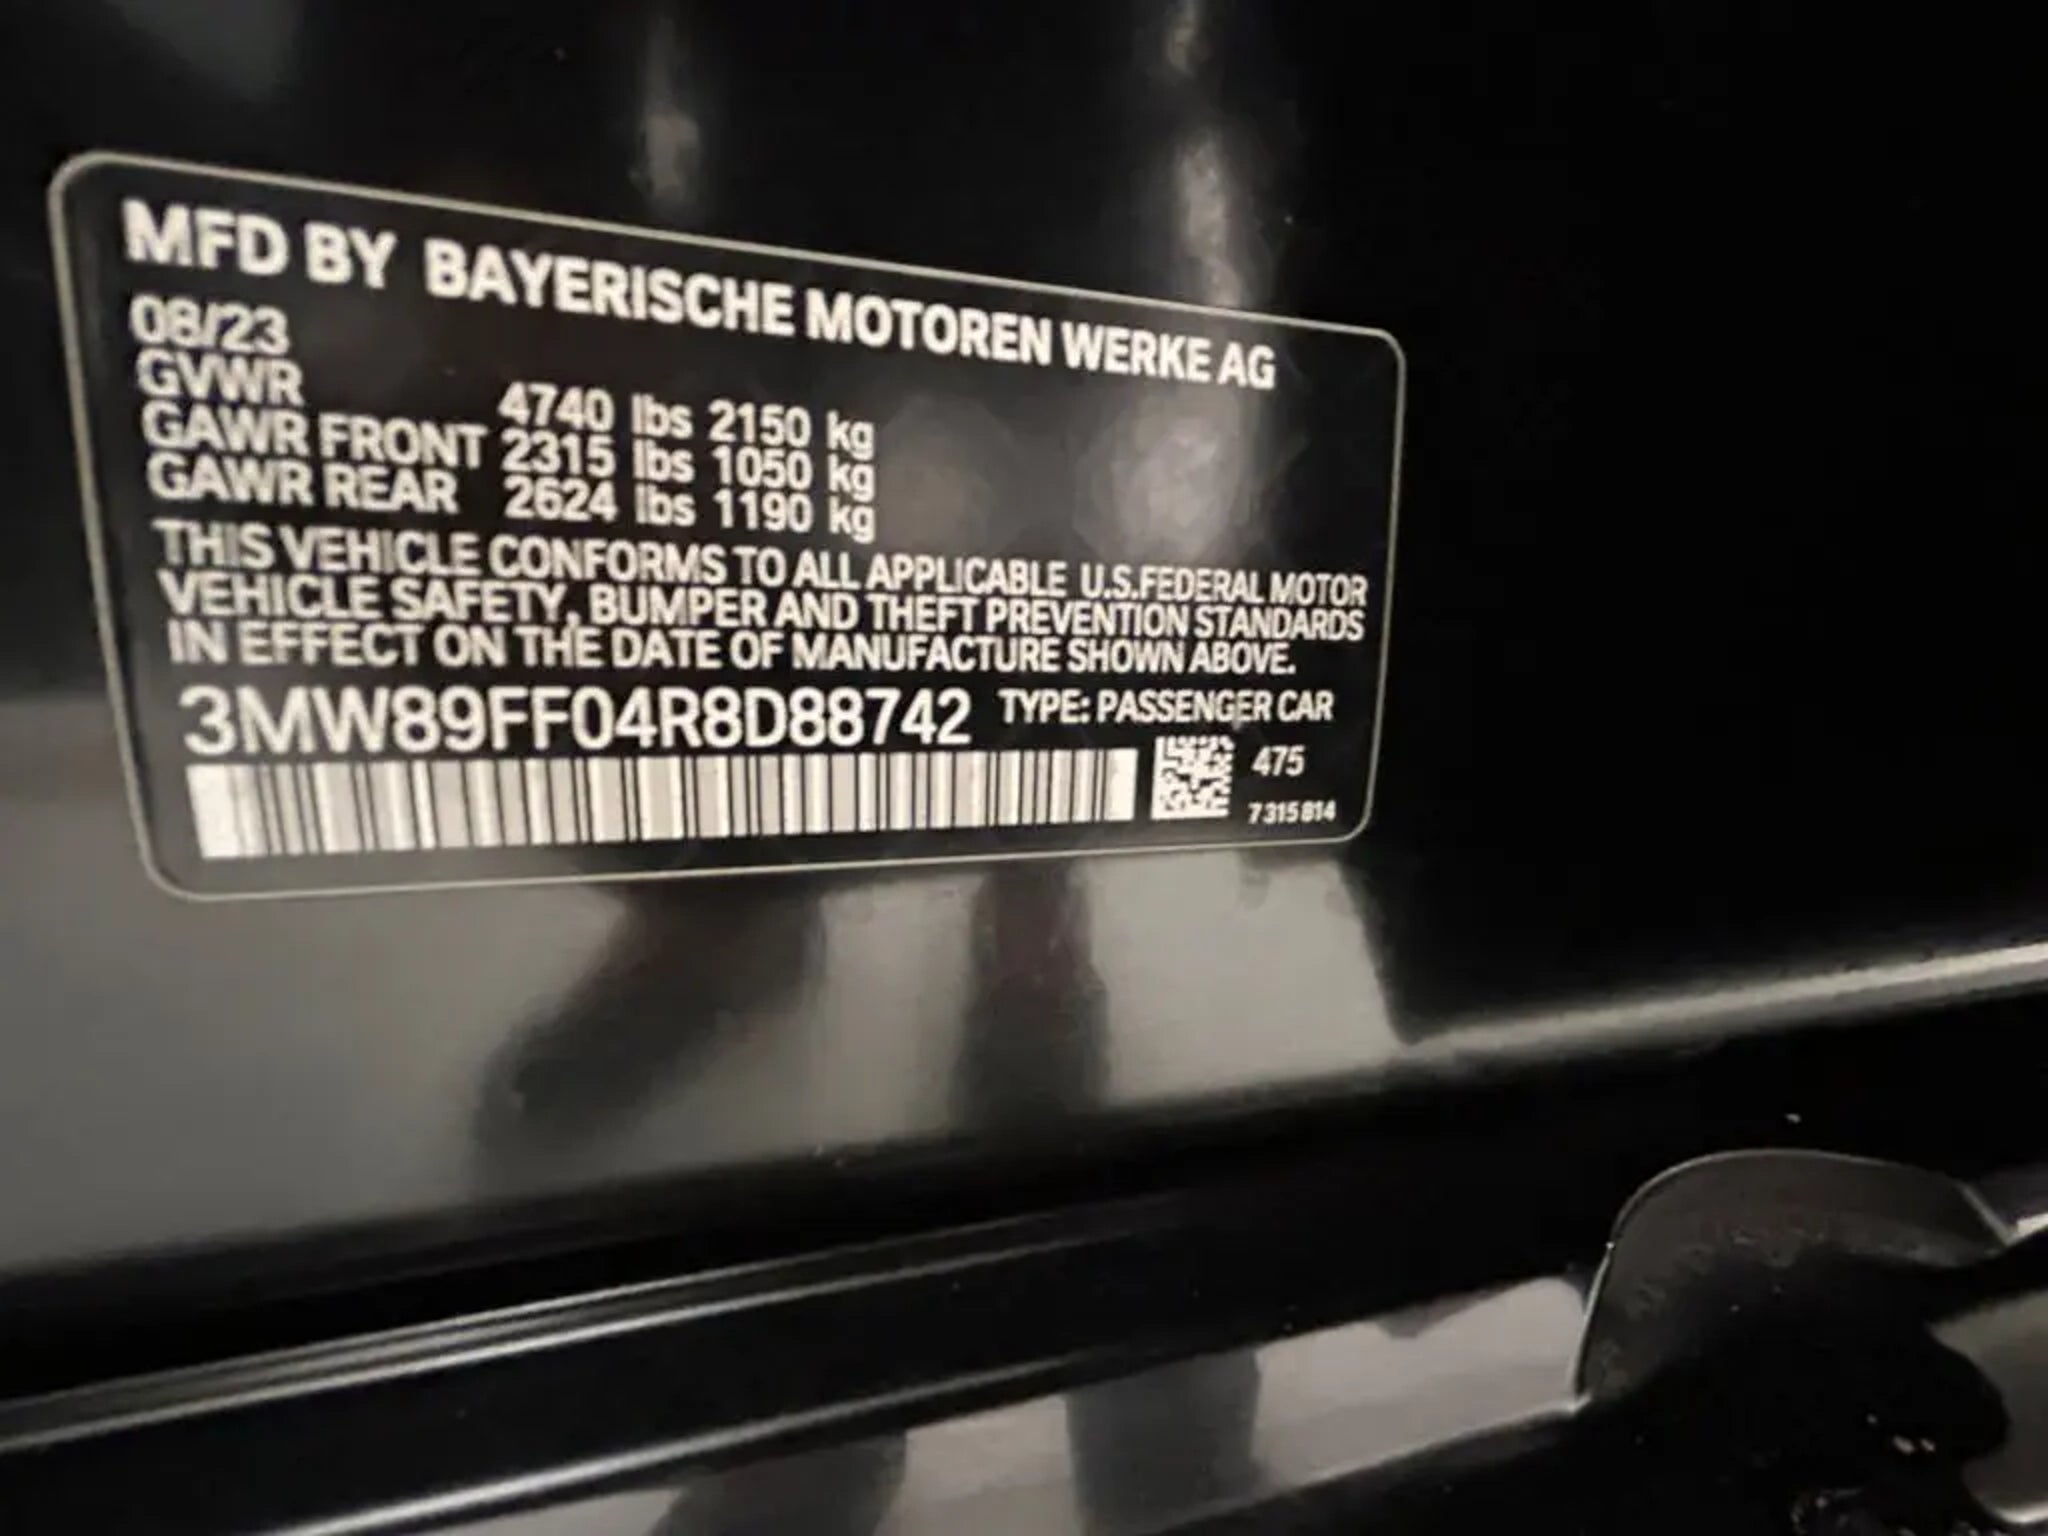 MFD BY BAYERISCHE MOTOREN WERKE AG
08/23
GVWR 4740 lbs 2150 kg
GAWR FRONT 2315 lbs 1050 kg
GAWR REAR 2624 lbs 1190 kg
THIS VEHICLE CONFORMS TO ALL APPLICABLE U.S.FEDERAL MOTOR
VEHICLE SAFETY, BUMPER AND THEFT PREVENTION STANDARDS
IN EFFECT ON THE DATE OF MANUFACTURE SHOWN ABOVE.
3MW89FF04R8D88742 TYPE: PASSENGER CAR
475
7315814